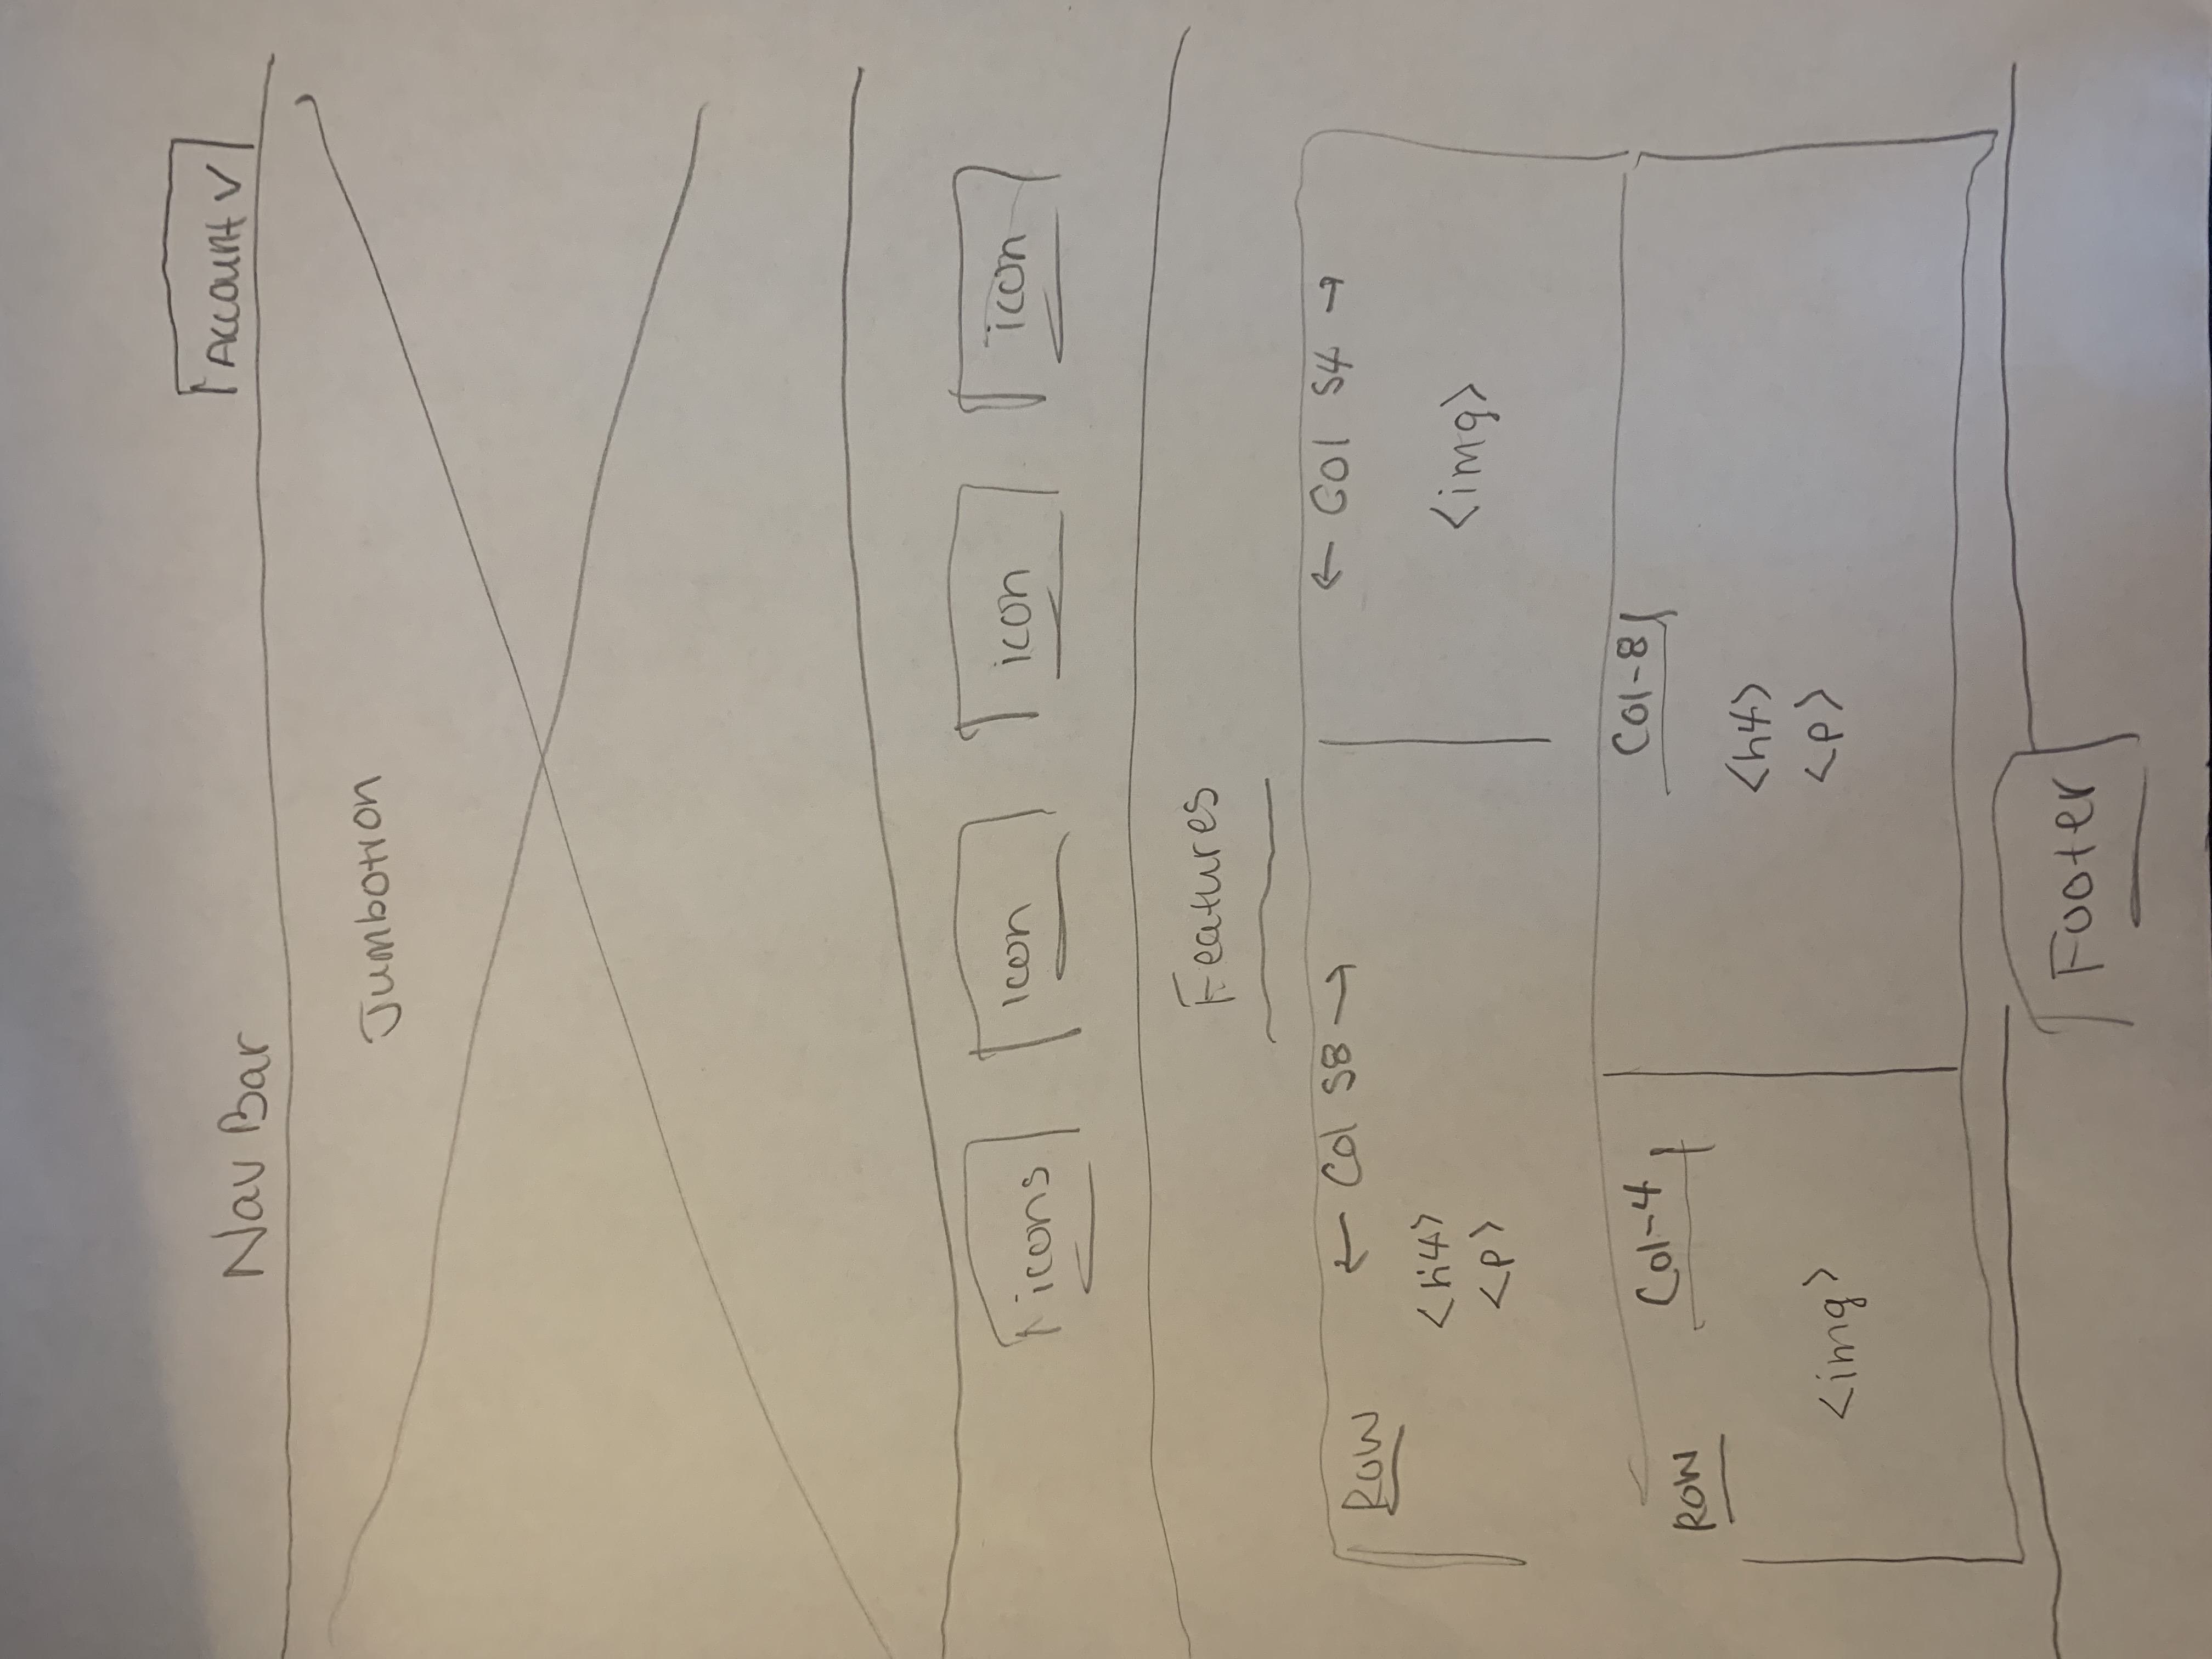 Nav Bar
Account V
Jumbotron
icons
icon
icon
icon
Features
ROW
← Col S8 →
← Col S4 →
<h4>
<p>
<img>
ROW
Col-4
Col-8
<img>
<h4>
<p>
Footer